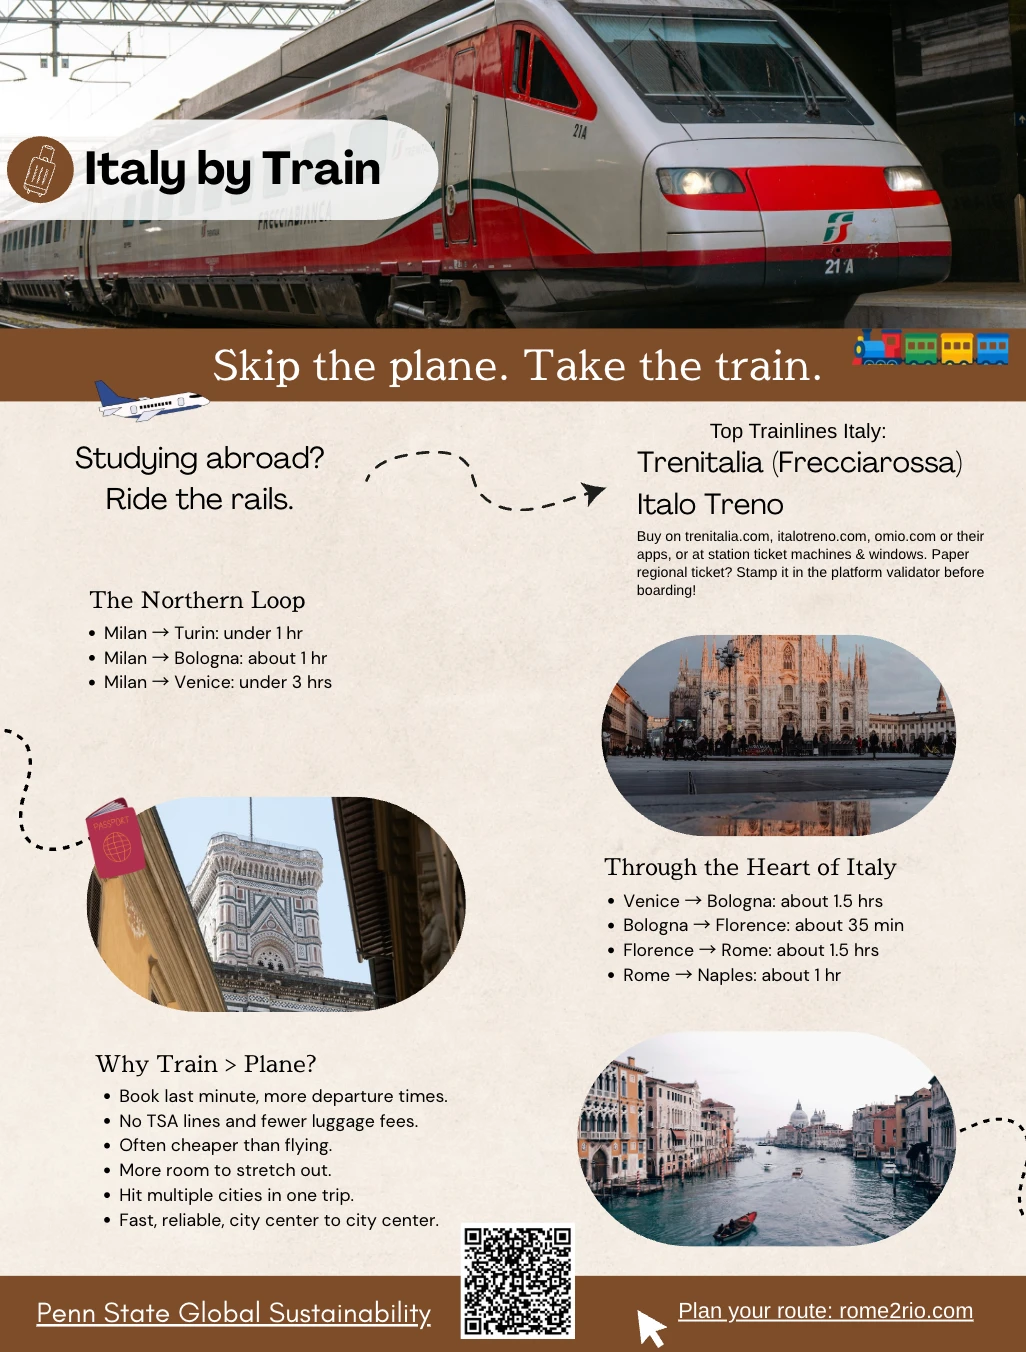 21A
Italy by Train
FRECCIABIANCA
21 A
Skip the plane. Take the train.
Studying abroad?
Ride the rails.
Top Trainlines Italy:
Trenitalia (Frecciarossa)
Italo Treno
Buy on trenitalia.com, italotreno.com, omio.com or their
apps, or at station ticket machines & windows. Paper
regional ticket? Stamp it in the platform validator before
boarding!
The Northern Loop
• Milan → Turin: under 1 hr
• Milan → Bologna: about 1 hr
• Milan → Venice: under 3 hrs
PASSPORT
Through the Heart of Italy
• Venice → Bologna: about 1.5 hrs
• Bologna → Florence: about 35 min
• Florence → Rome: about 1.5 hrs
• Rome → Naples: about 1 hr
Why Train > Plane?
• Book last minute, more departure times.
• No TSA lines and fewer luggage fees.
• Often cheaper than flying.
• More room to stretch out.
• Hit multiple cities in one trip.
• Fast, reliable, city center to city center.
Penn State Global Sustainability
Plan your route: rome2rio.com